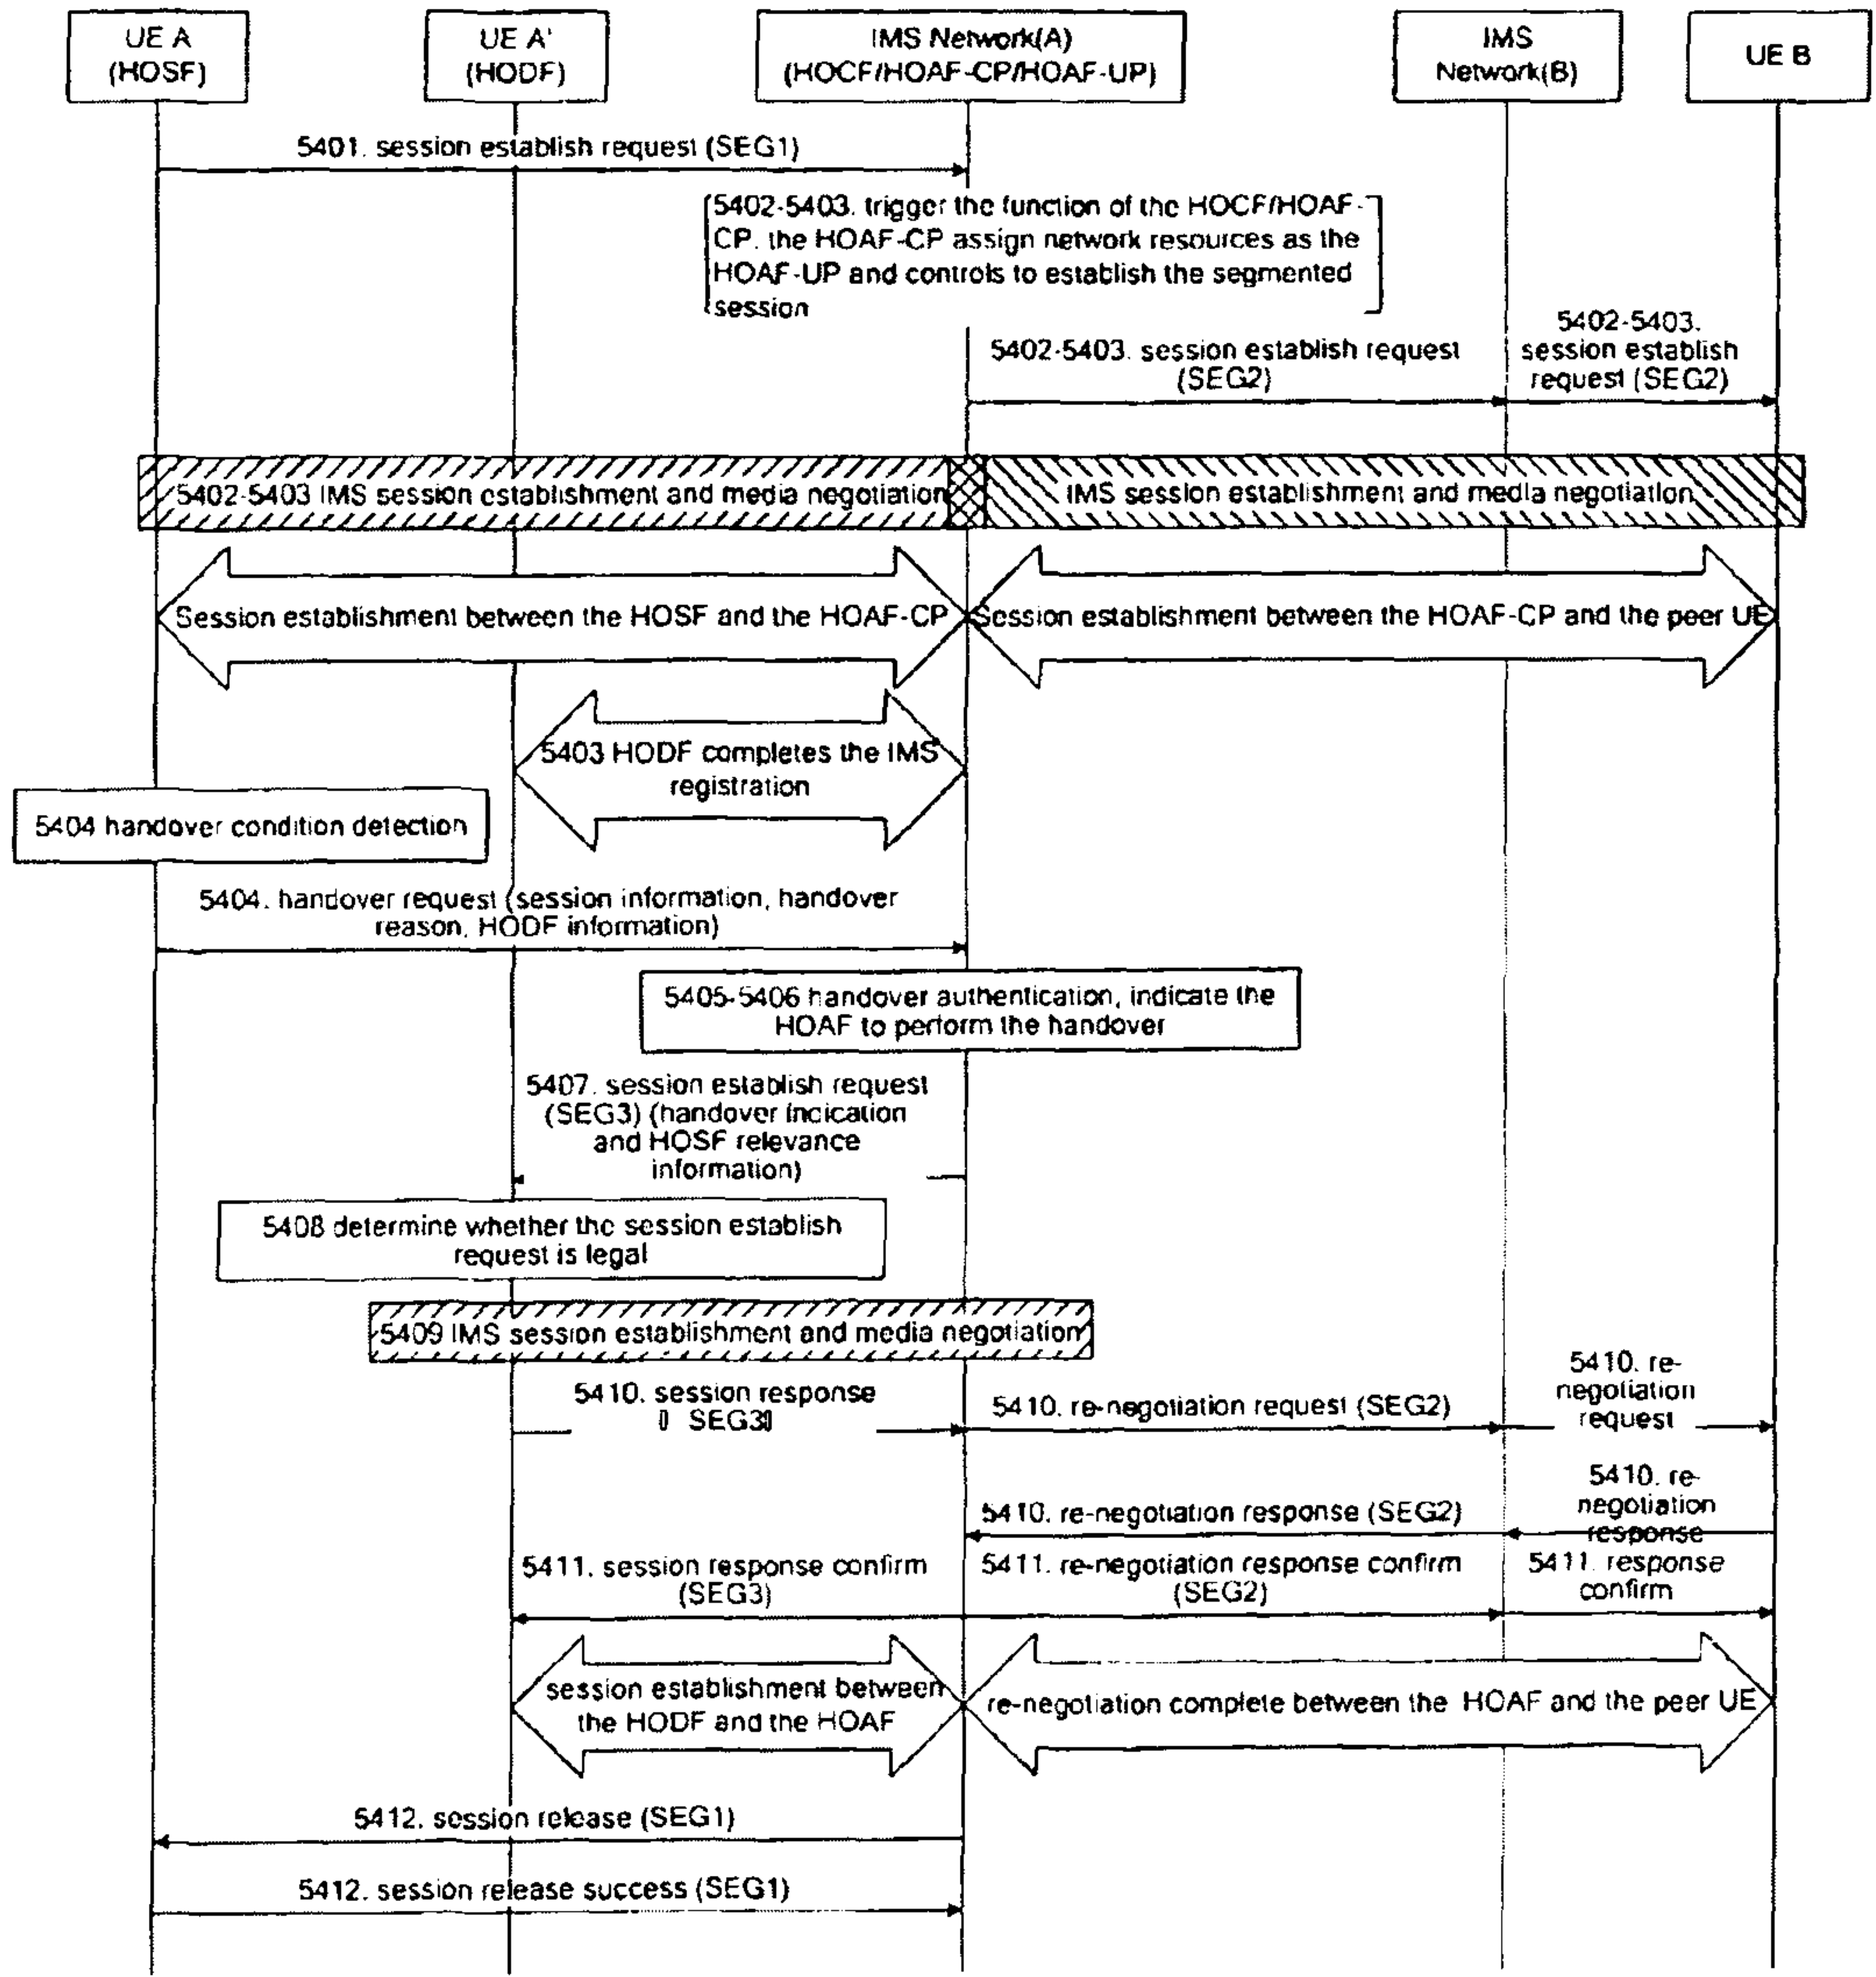 UE A
(HOSF)
UE A'
(HODF)
IMS Network(A)
(HOCF/HOAF-CP/HOAF-UP)
IMS
Network(B)
UE B
5401. session establish request (SEG1)
5402-5403. trigger the function of the HOCF/HOAF-
CP. the HOAF-CP assign network resources as the
HOAF-UP and controls to establish the segmented
session
5402-5403. session establish request
(SEG2)
5402-5403.
session establish
request (SEG2)
5402-5403 IMS session establishment and media negotiation
IMS session establishment and media negotiation
Session establishment between the HOSF and the HOAF-CP
Session establishment between the HOAF-CP and the peer UE
5403 HODF completes the IMS
registration
5404 handover condition detection
5404. handover request (session information, handover
reason, HODF information)
5405-5406 handover authentication, indicate the
HOAF to perform the handover
5407. session establish request
(SEG3) (handover indication
and HOSF relevance
information)
5408 determine whether the session establish
request is legal
5409 IMS session establishment and media negotiation
5410. session response
SEG3
5410. re-negotiation request (SEG2)
5410. re-
negotiation
request
5410. re-negotiation response (SEG2)
5410. re-
negotiation
response
5411. session response confirm
(SEG3)
5411. re-negotiation response confirm
(SEG2)
5411. response
confirm
session establishment between
the HODF and the HOAF
re-negotiation complete between the HOAF and the peer UE
5412. session release (SEG1)
5412. session release success (SEG1)